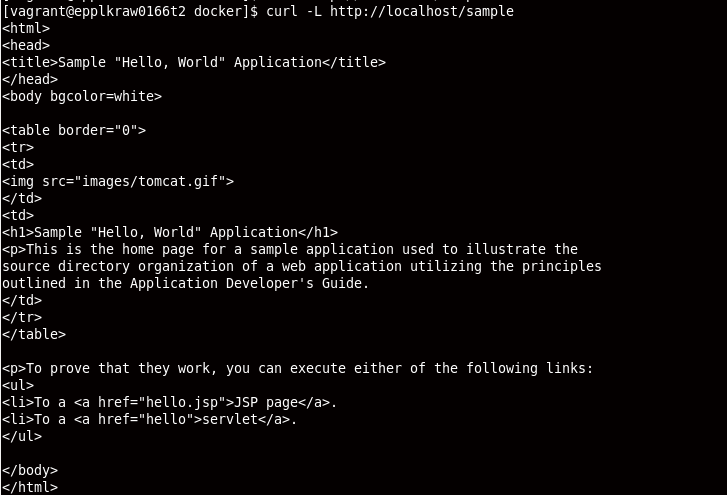 [vagrant@epplkraw0166t2 docker]$ curl -L http://localhost/sample
<html>
<head>
<title>Sample "Hello, World" Application</title>
</head>
<body bgcolor=white>

<table border="0">
<tr>
<td>
<img src="images/tomcat.gif">
</td>
<td>
<h1>Sample "Hello, World" Application</h1>
<p>This is the home page for a sample application used to illustrate the
source directory organization of a web application utilizing the principles
outlined in the Application Developer's Guide.
</td>
</tr>
</table>

<p>To prove that they work, you can execute either of the following links:
<ul>
<li>To a <a href="hello.jsp">JSP page</a>.
<li>To a <a href="hello">servlet</a>.
</ul>

</body>
</html>